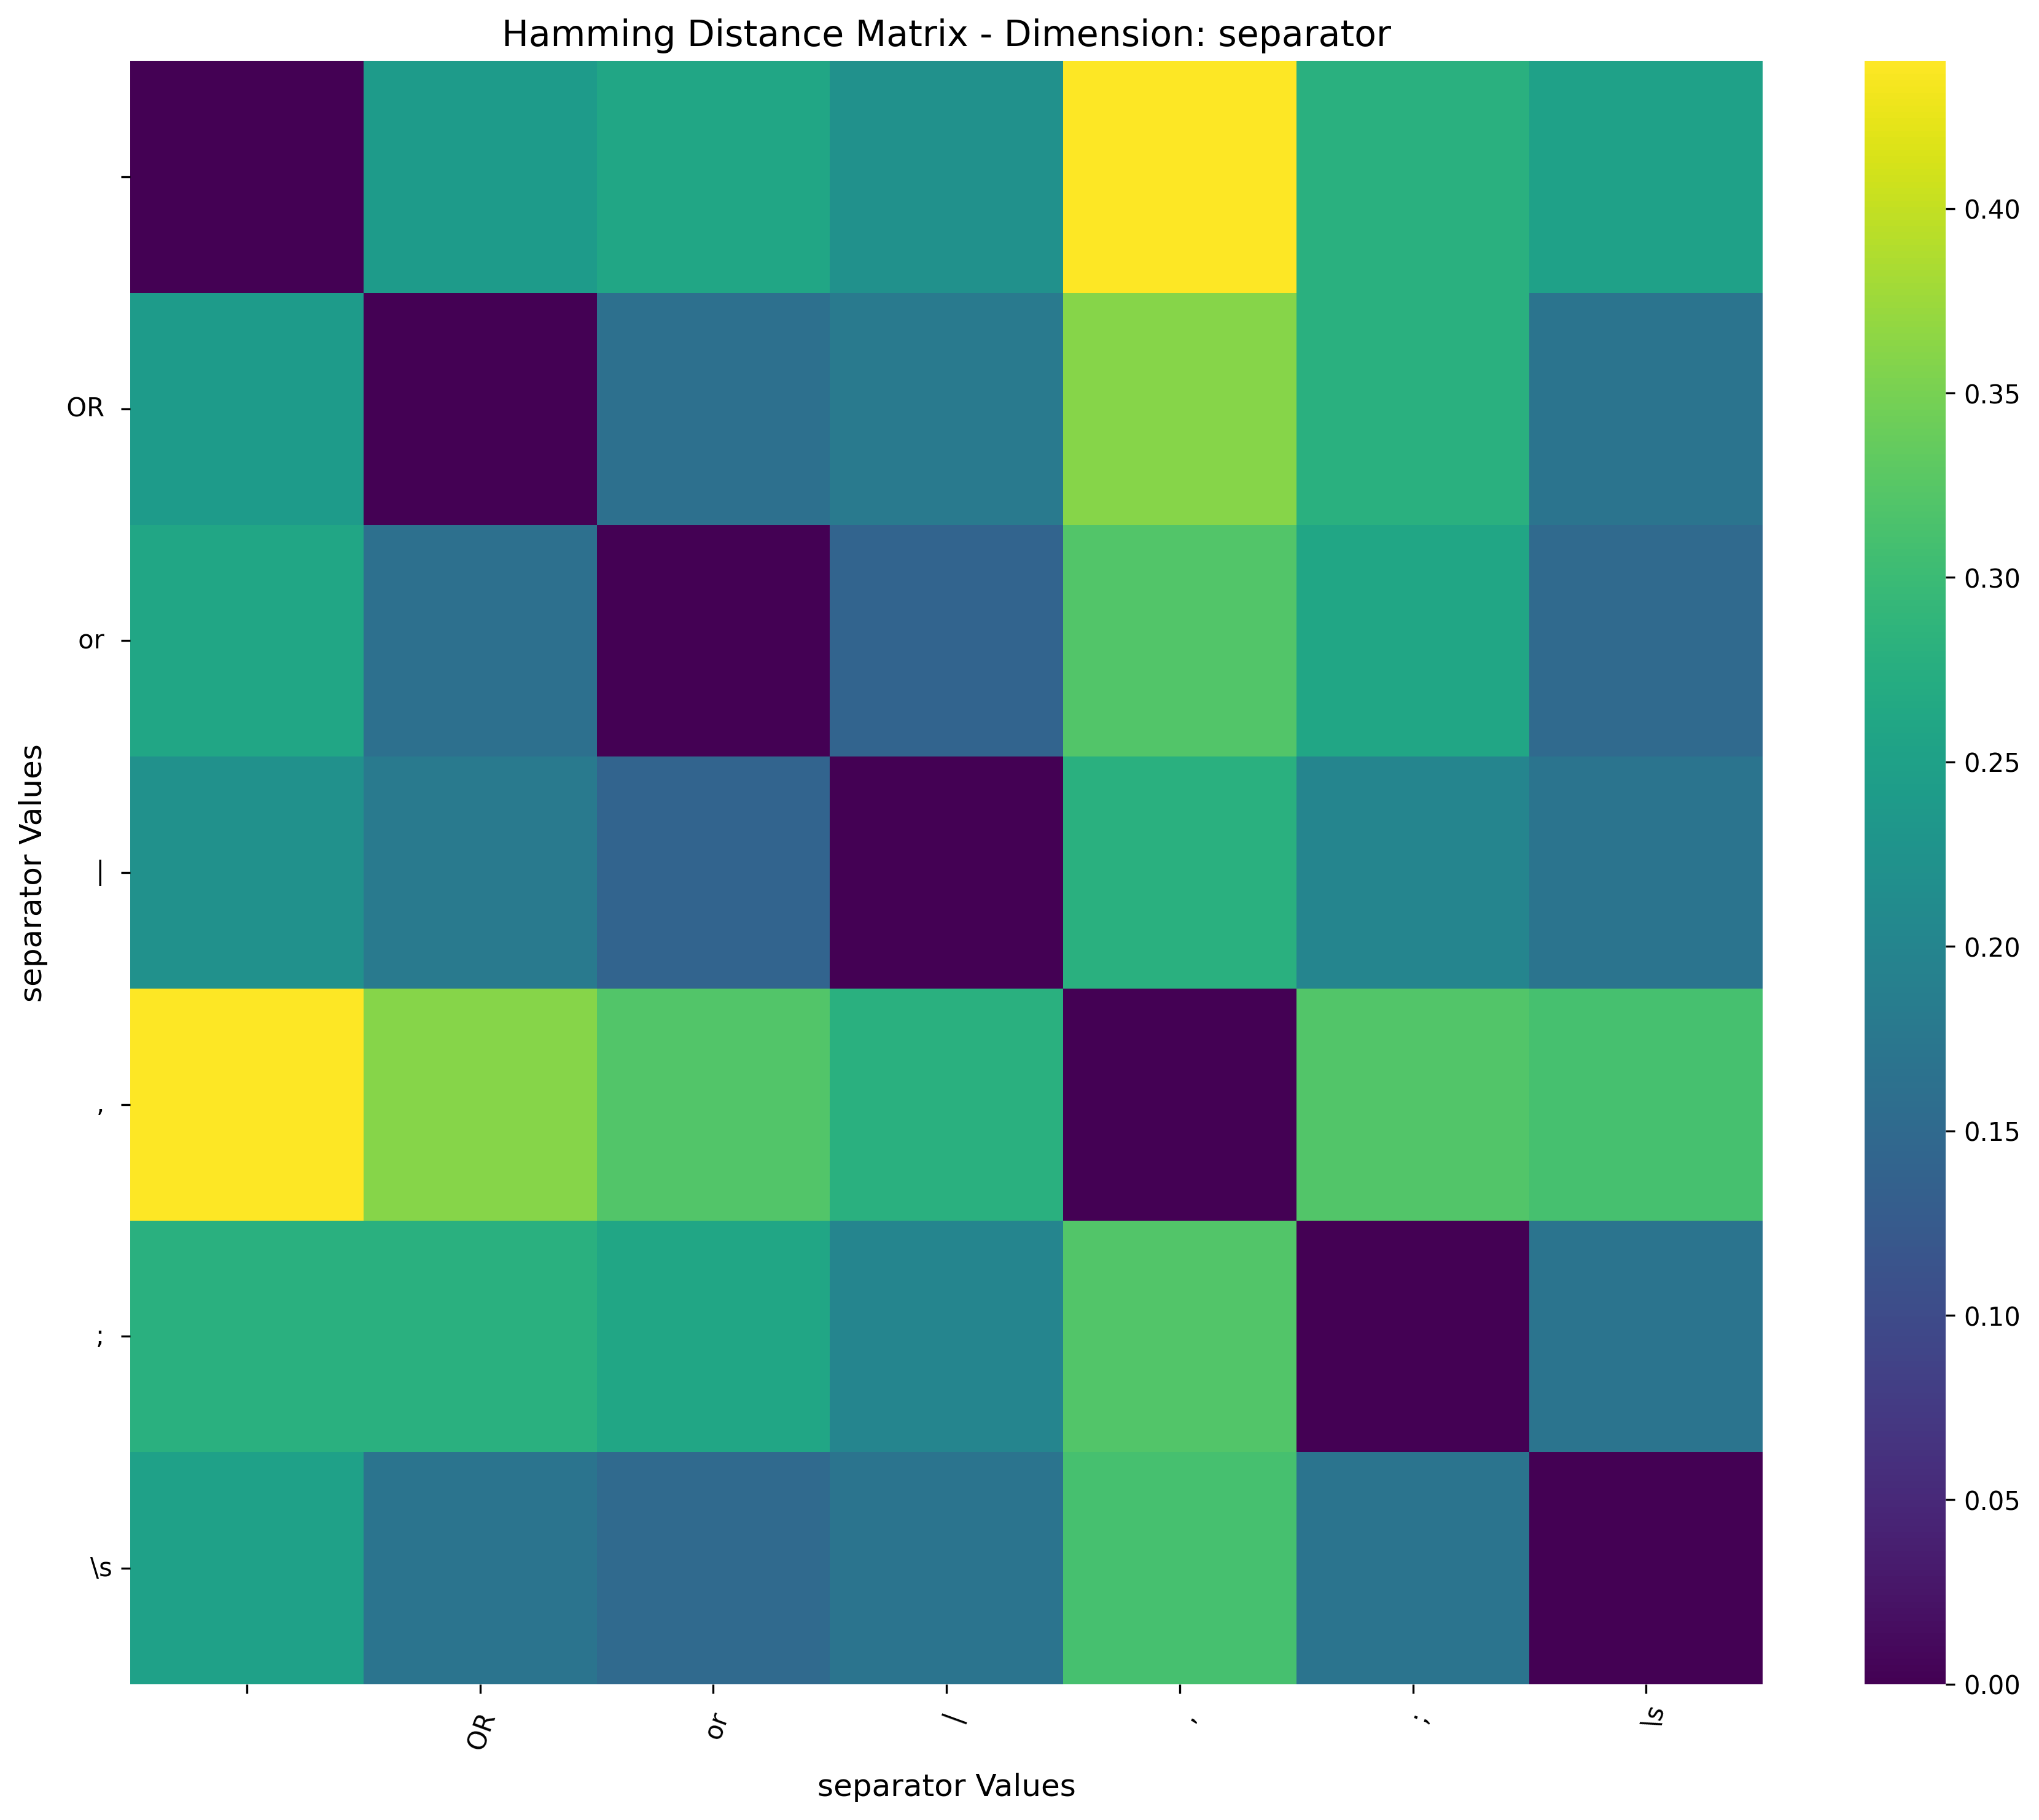 Hamming Distance Matrix - Dimension: separator
separator Values
OR
or
|
,
;
\s
OR
or
|
,
;
\s
separator Values
0.40
0.35
0.30
0.25
0.20
0.15
0.10
0.05
0.00